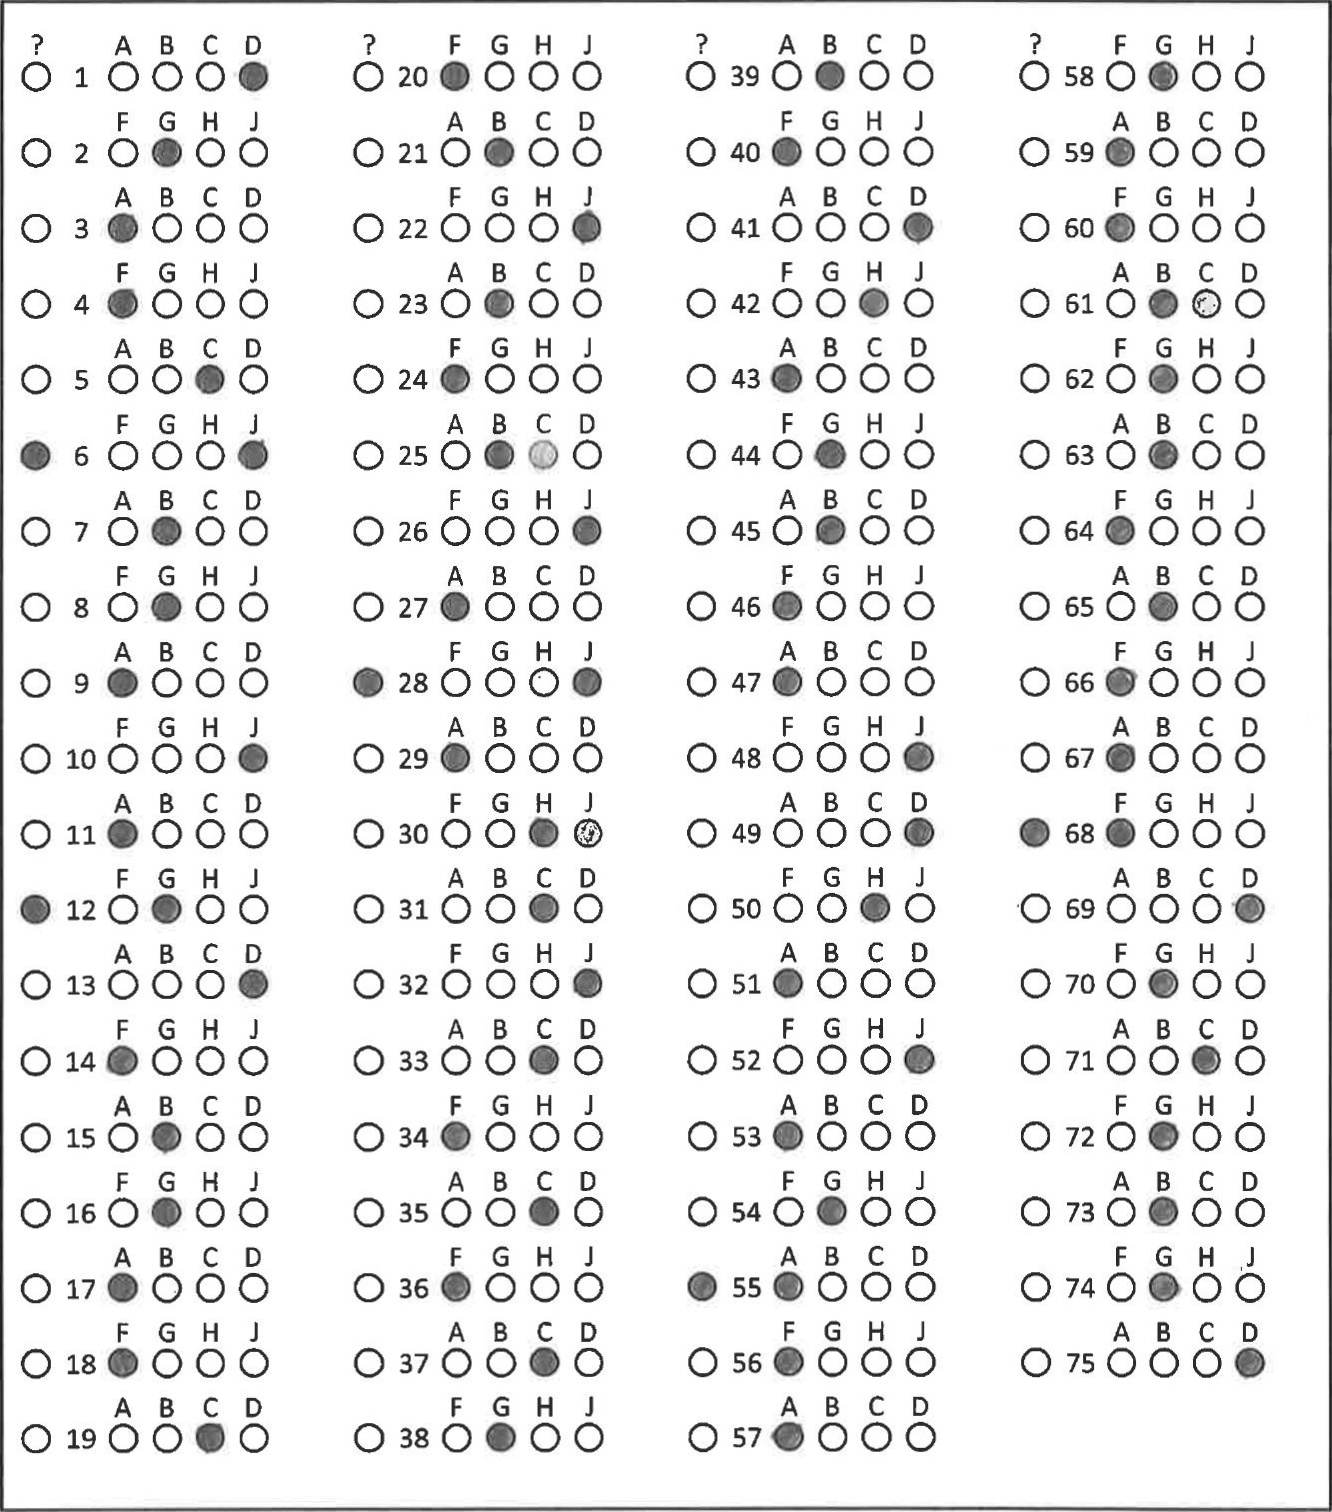 ? A B C D
1
F G H J
2
A B C D
3
F G H J
4
A B C D
5
F G H J
6
A B C D
7
F G H J
8
A B C D
9
F G H J
10
A B C D
11
F G H J
12
A B C D
13
F G H J
14
A B C D
15
F G H J
16
A B C D
17
F G H J
18
A B C D
19
? F G H J
20
A B C D
21
F G H J
22
A B C D
23
F G H J
24
A B C D
25
F G H J
26
A B C D
27
F G H J
28
A B C D
29
F G H J
30
A B C D
31
F G H J
32
A B C D
33
F G H J
34
A B C D
35
F G H J
36
A B C D
37
F G H J
38
? A B C D
39
F G H J
40
A B C D
41
F G H J
42
A B C D
43
F G H J
44
A B C D
45
F G H J
46
A B C D
47
F G H J
48
A B C D
49
F G H J
50
A B C D
51
F G H J
52
A B C D
53
F G H J
54
A B C D
55
F G H J
56
A B C D
57
? F G H J
58
A B C D
59
F G H J
60
A B C D
61
F G H J
62
A B C D
63
F G H J
64
A B C D
65
F G H J
66
A B C D
67
F G H J
68
A B C D
69
F G H J
70
A B C D
71
F G H J
72
A B C D
73
F G H J
74
A B C D
75